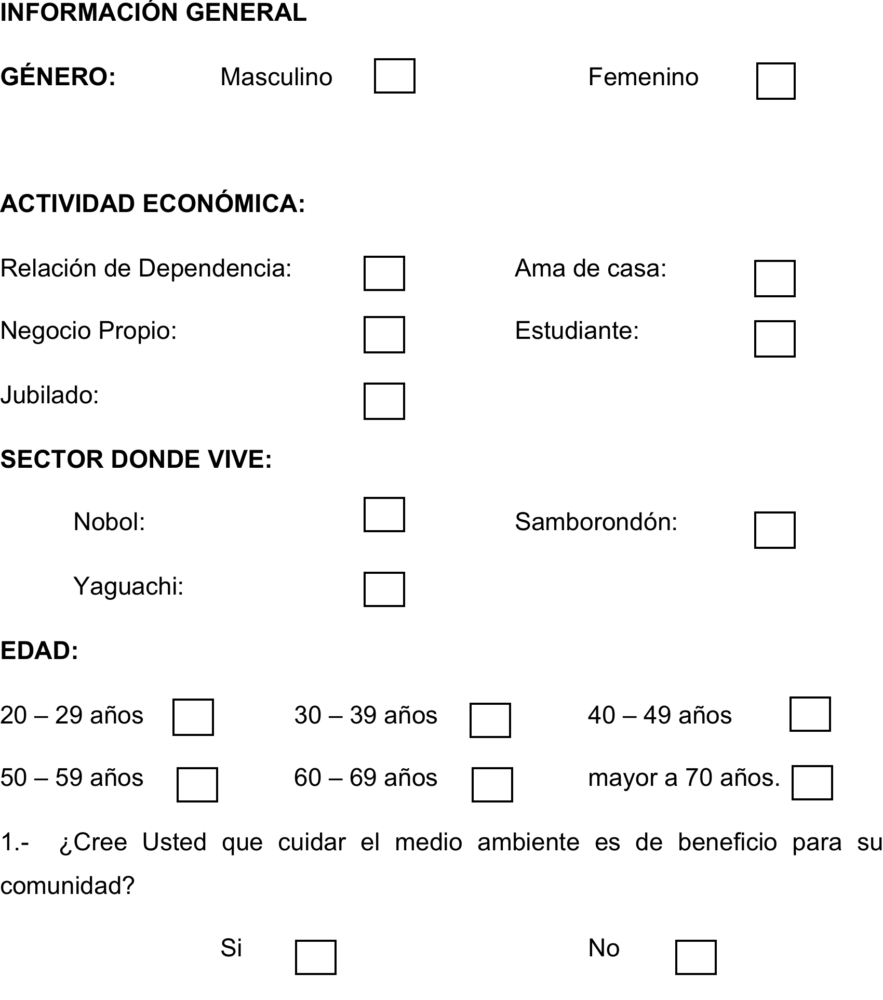 INFORMACIÓN GENERAL
GÉNERO: Masculino Femenino
ACTIVIDAD ECONÓMICA:
Relación de Dependencia: Ama de casa:
Negocio Propio: Estudiante:
Jubilado:
SECTOR DONDE VIVE:
Nobol: Samborondón:
Yaguachi:
EDAD:
20 – 29 años 30 – 39 años 40 – 49 años
50 – 59 años 60 – 69 años mayor a 70 años.
1.- ¿Cree Usted que cuidar el medio ambiente es de beneficio para su
comunidad?
Si No